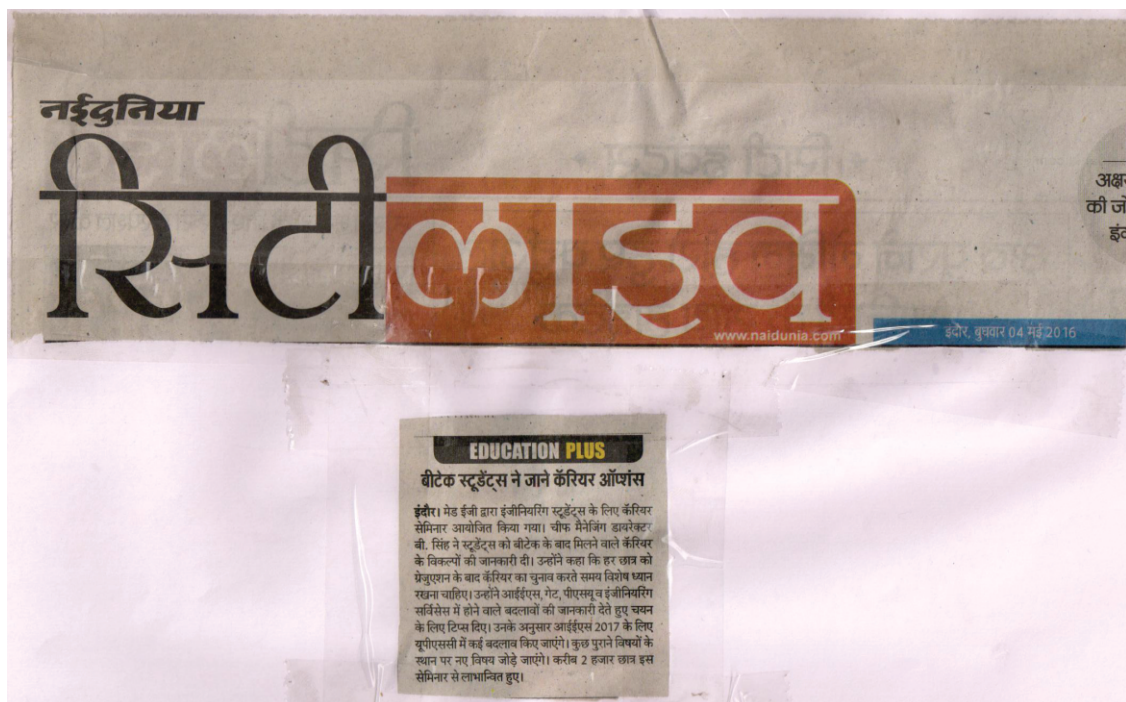 नईदुनिया
सिटीलाइव
www.naidunia.com
इंदौर, बुधवार 04 मई 2016
की
EDUCATION PLUS
बीटेक स्टूडेंट्स ने जाने कॅरियर ऑप्शंस
इंदौर। मेड ईजी द्वारा इंजीनियरिंग स्टूडेंट्स के लिए कॅरियर
सेमिनार आयोजित किया गया। चीफ मैनेजिंग डायरेक्टर
बी. सिंह ने स्टूडेंट्स को बीटेक के बाद मिलने वाले कॅरियर
के विकल्पों की जानकारी दी। उन्होंने कहा कि हर छात्र को
ग्रेजुएशन के बाद कॅरियर का चुनाव करते समय विशेष ध्यान
रखना चाहिए। उन्होंने आईईएस, गेट, पीएसयू व इंजीनियरिंग
सर्विसेस में होने वाले बदलावों की जानकारी देते हुए चयन
के लिए टिप्स दिए। उनके अनुसार आईईएस 2017 के लिए
यूपीएससी में कई बदलाव किए जाएंगे। कुछ पुराने विषयों के
स्थान पर नए विषय जोड़े जाएंगे। करीब 2 हजार छात्र इस
सेमिनार से लाभान्वित हुए।